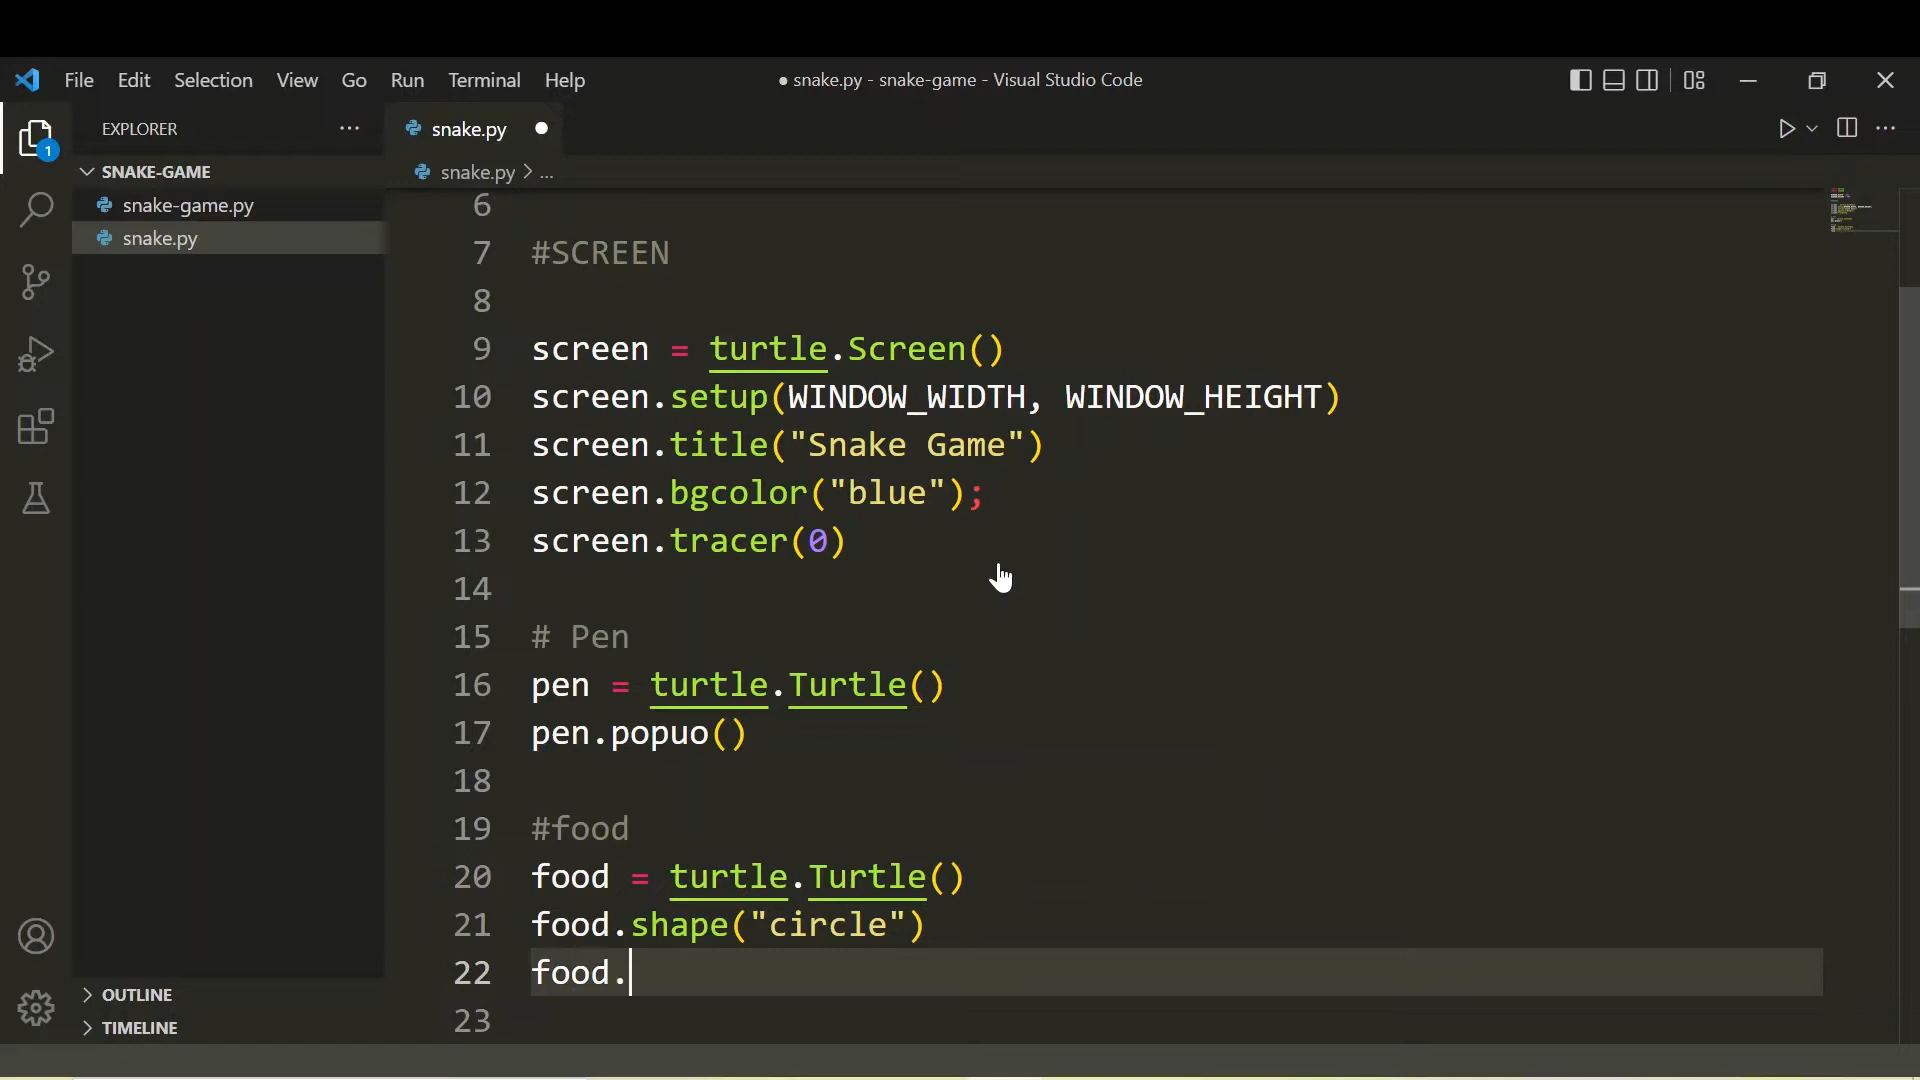 File Edit Selection View Go Run Terminal Help
● snake.py - snake-game - Visual Studio Code
EXPLORER ...
1
SNAKE-GAME
snake-game.py
snake.py
OUTLINE
TIMELINE
snake.py
snake.py > ...
6
7 #SCREEN
8
9 screen = turtle.Screen()
10 screen.setup(WINDOW_WIDTH, WINDOW_HEIGHT)
11 screen.title("Snake Game")
12 screen.bgcolor("blue");
13 screen.tracer(0)
14
15 # Pen
16 pen = turtle.Turtle()
17 pen.popuo()
18
19 #food
20 food = turtle.Turtle()
21 food.shape("circle")
22 food.
23